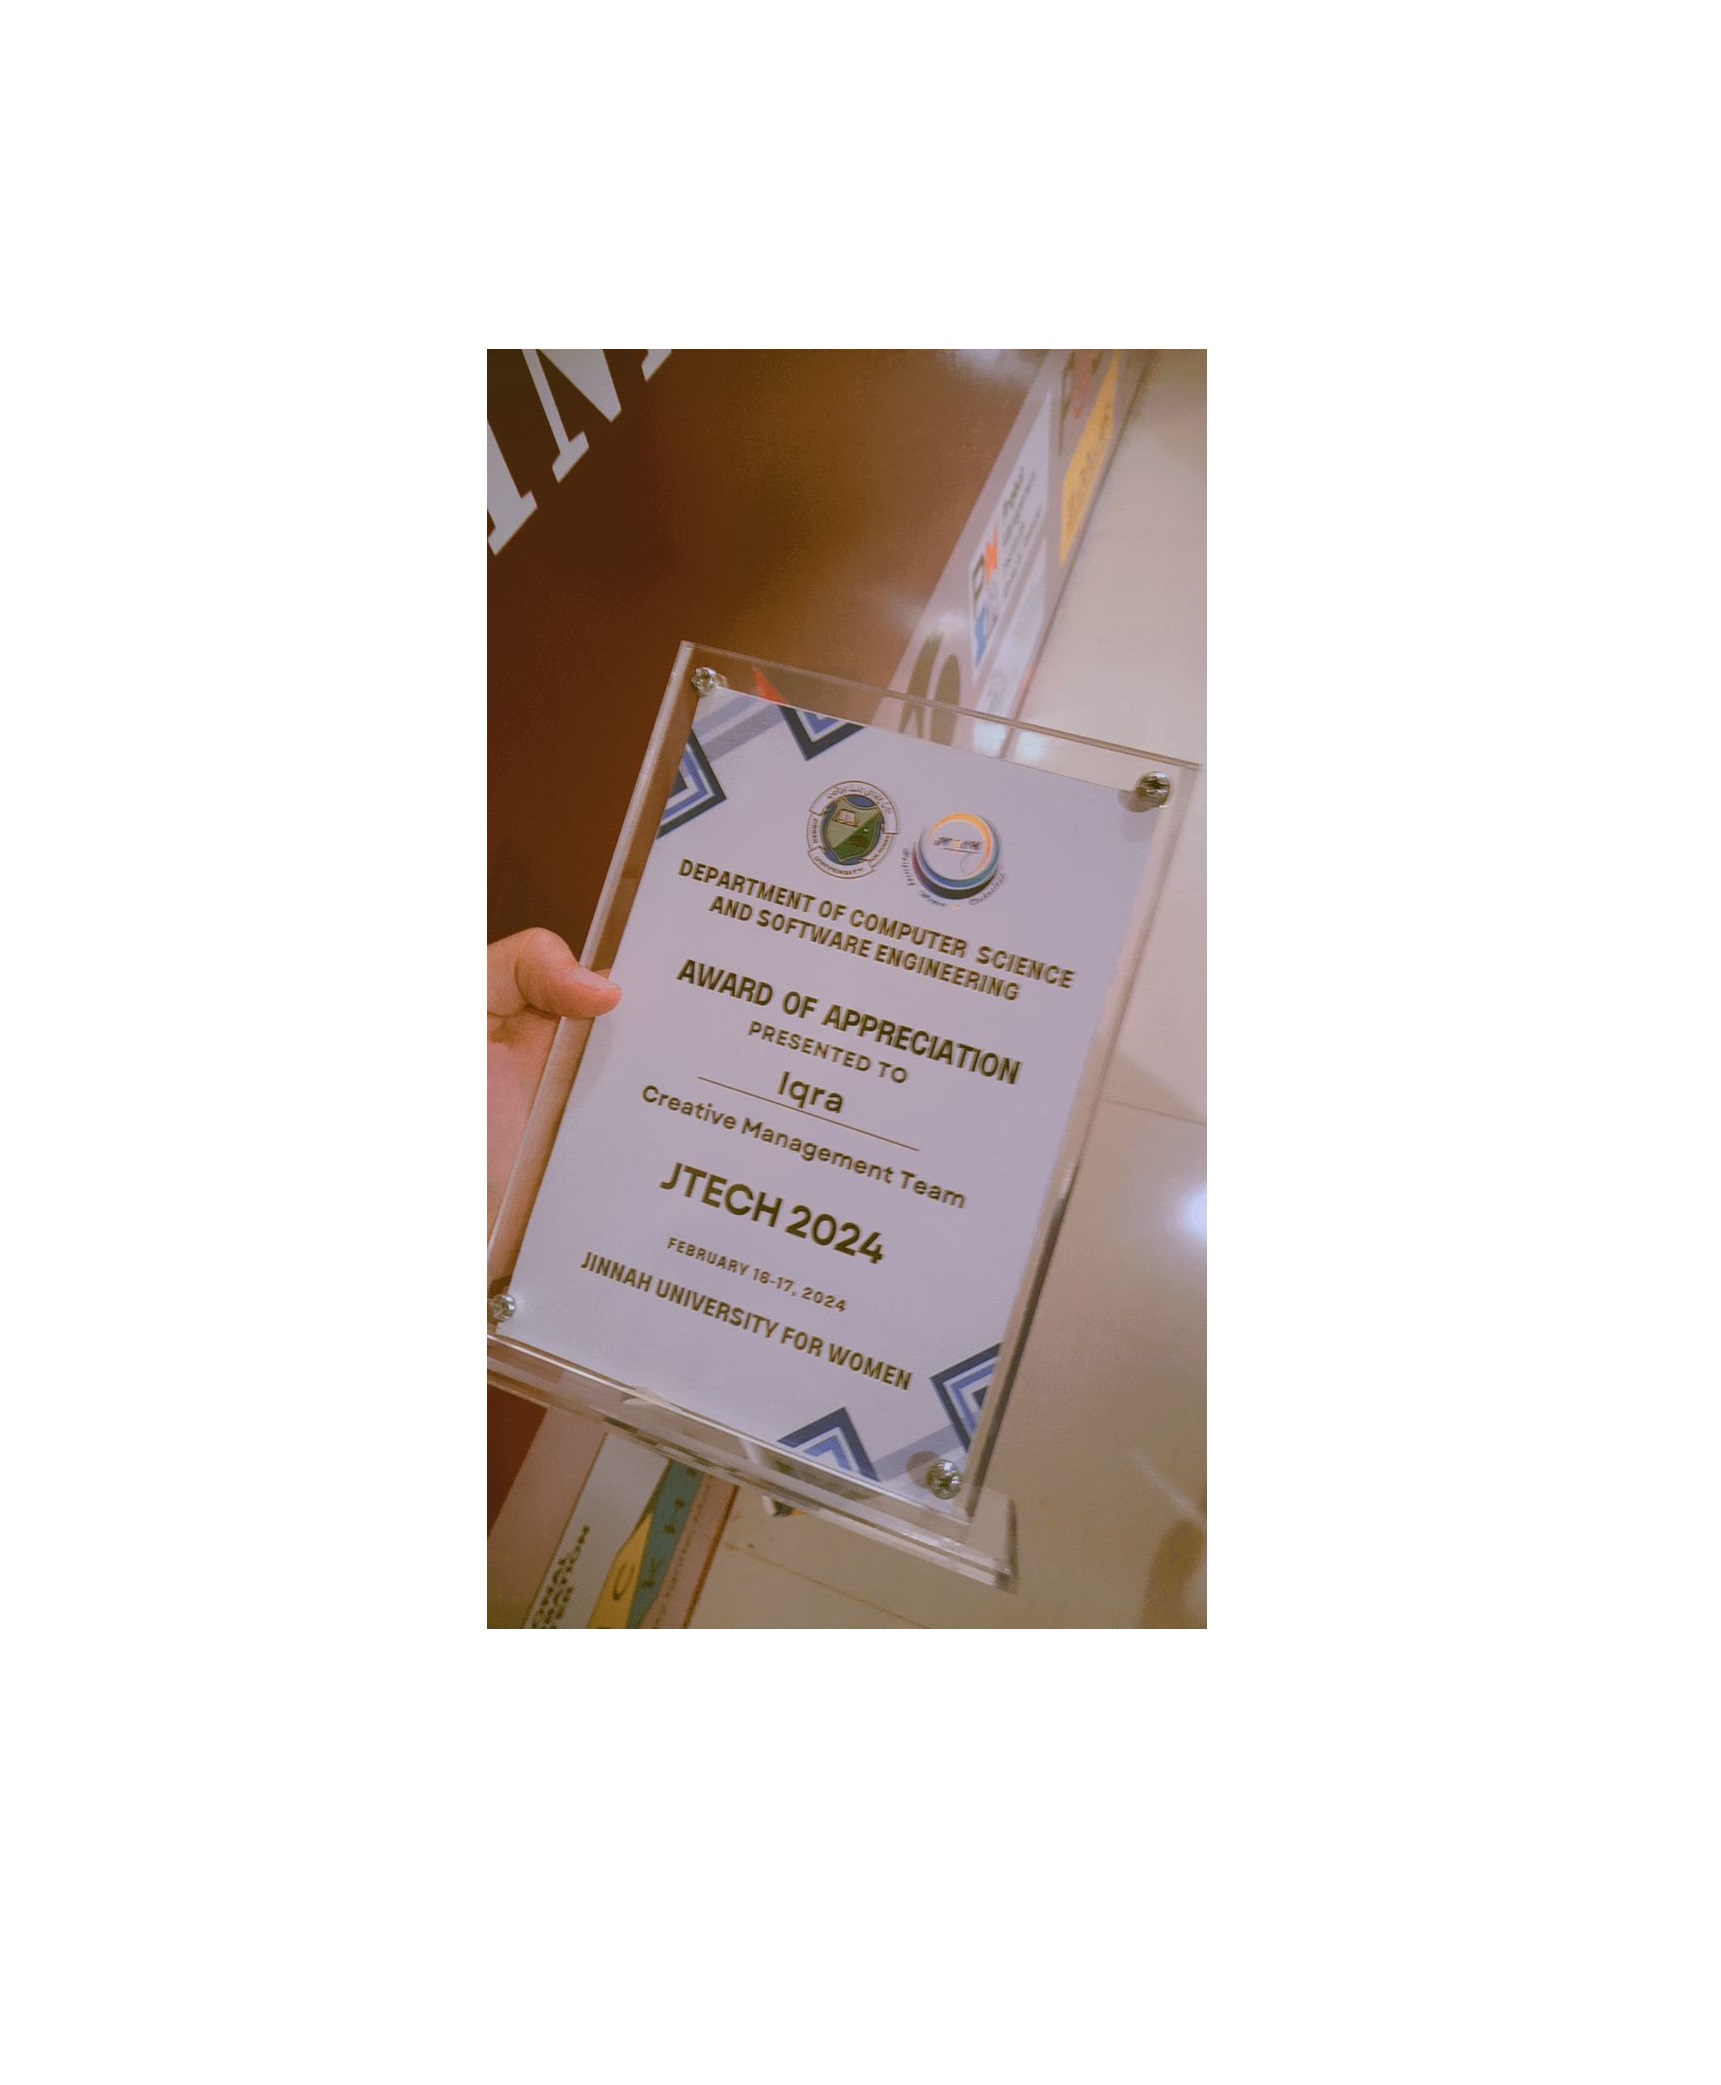 DEPARTMENT OF COMPUTER SCIENCE
AND SOFTWARE ENGINEERING
AWARD OF APPRECIATION
PRESENTED TO
Iqra
Creative Management Team
JTECH 2024
FEBRUARY 16-17, 2024
JINNAH UNIVERSITY FOR WOMEN